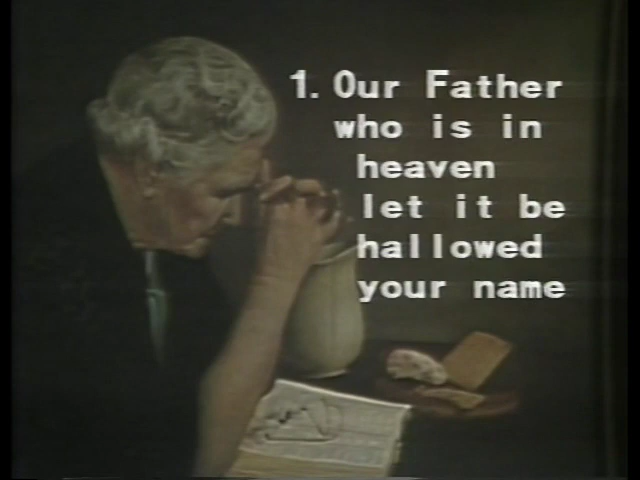 1. Our Father
who is in
heaven
let it be
hallowed
your name